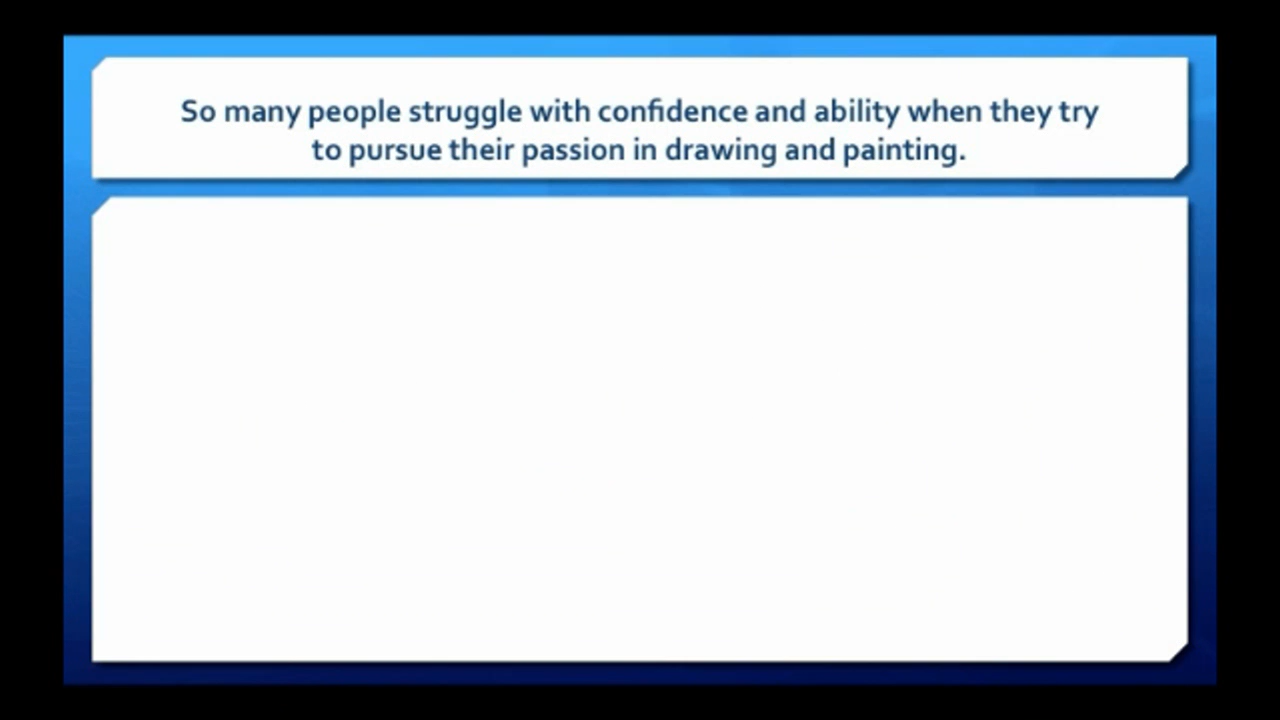 So many people struggle with confidence and ability when they try
to pursue their passion in drawing and painting.